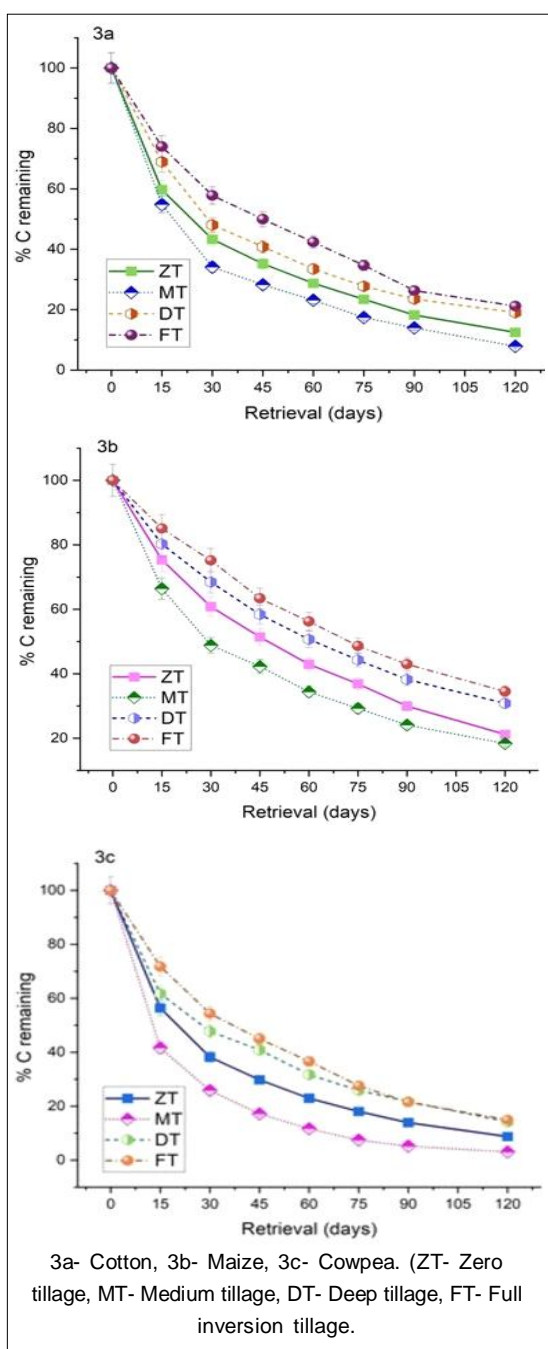 3a
100
80
60
40
20
0
% C remaining
ZT
MT
DT
FT
0 15 30 45 60 75 90 105 120
Retrieval (days)
3b
100
80
60
40
20
% C remaining
ZT
MT
DT
FT
0 15 30 45 60 75 90 105 120
Retrieval (days)
3c
100
80
60
40
20
0
% C remaining
ZT
MT
DT
FT
0 15 30 45 60 75 90 105 120
Retrieval (days)
3a- Cotton, 3b- Maize, 3c- Cowpea. (ZT- Zero
tillage, MT- Medium tillage, DT- Deep tillage, FT- Full
inversion tillage.